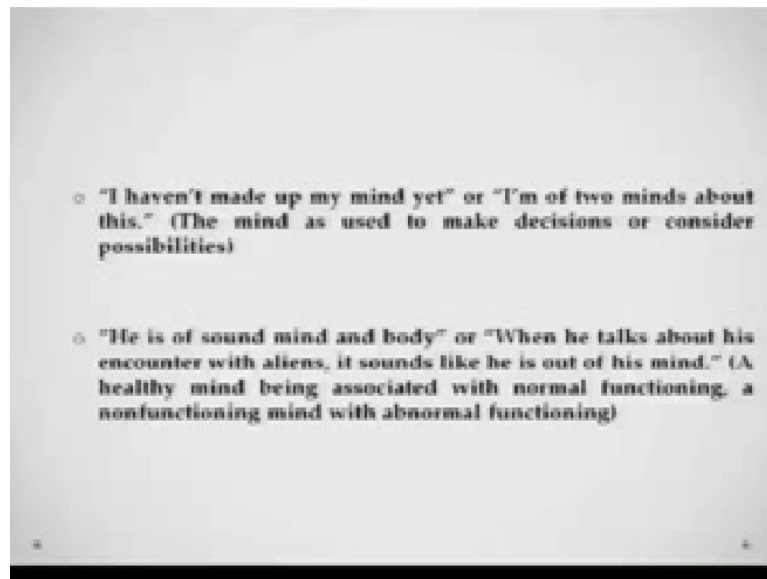 "I haven't made up my mind yet" or "I'm of two minds about
this." (The mind as used to make decisions or consider
possibilities)
"He is of sound mind and body" or "When he talks about his
encounter with aliens, it sounds like he is out of his mind." (A
healthy mind being associated with normal functioning, a
nonfunctioning mind with abnormal functioning)